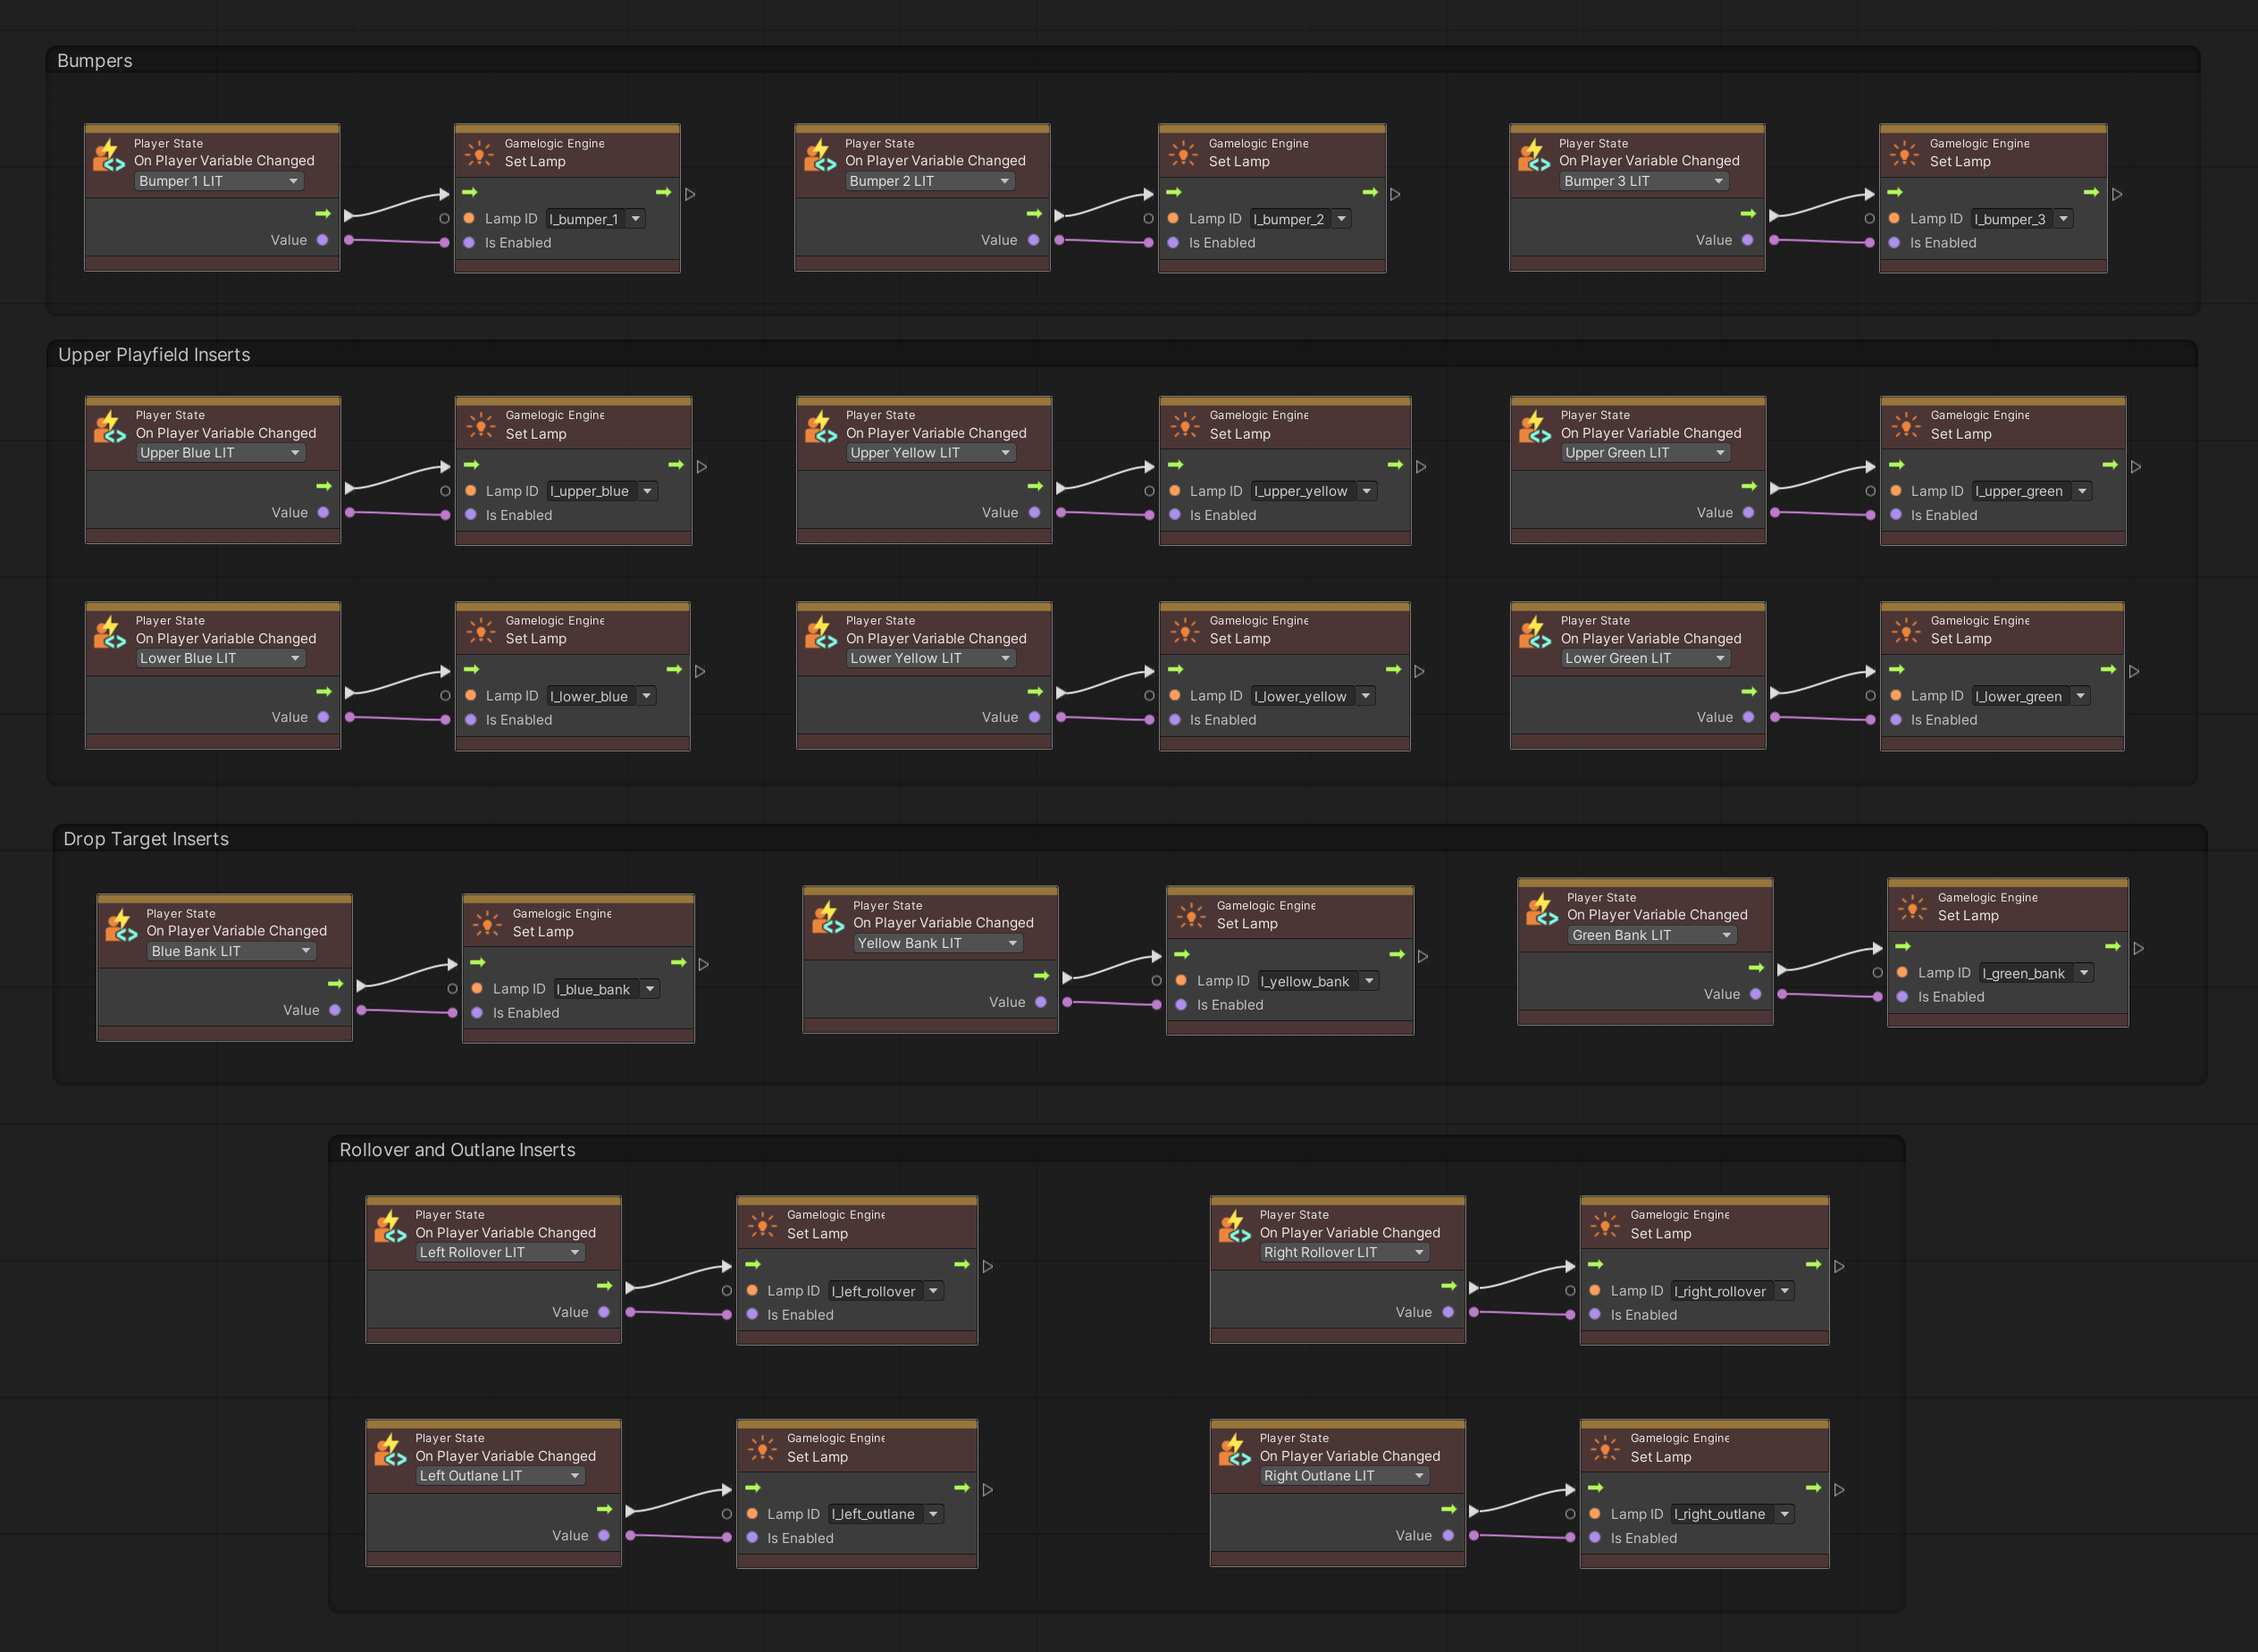 Bumpers
Player State
On Player Variable Changed
Bumper 1 LIT
Value
Gamelogic Engine
Set Lamp
Lamp ID l_bumper_1
Is Enabled
Player State
On Player Variable Changed
Bumper 2 LIT
Value
Gamelogic Engine
Set Lamp
Lamp ID l_bumper_2
Is Enabled
Player State
On Player Variable Changed
Bumper 3 LIT
Value
Gamelogic Engine
Set Lamp
Lamp ID l_bumper_3
Is Enabled
Upper Playfield Inserts
Player State
On Player Variable Changed
Upper Blue LIT
Value
Gamelogic Engine
Set Lamp
Lamp ID l_upper_blue
Is Enabled
Player State
On Player Variable Changed
Upper Yellow LIT
Value
Gamelogic Engine
Set Lamp
Lamp ID l_upper_yellow
Is Enabled
Player State
On Player Variable Changed
Upper Green LIT
Value
Gamelogic Engine
Set Lamp
Lamp ID l_upper_green
Is Enabled
Player State
On Player Variable Changed
Lower Blue LIT
Value
Gamelogic Engine
Set Lamp
Lamp ID l_lower_blue
Is Enabled
Player State
On Player Variable Changed
Lower Yellow LIT
Value
Gamelogic Engine
Set Lamp
Lamp ID l_lower_yellow
Is Enabled
Player State
On Player Variable Changed
Lower Green LIT
Value
Gamelogic Engine
Set Lamp
Lamp ID l_lower_green
Is Enabled
Drop Target Inserts
Player State
On Player Variable Changed
Blue Bank LIT
Value
Gamelogic Engine
Set Lamp
Lamp ID l_blue_bank
Is Enabled
Player State
On Player Variable Changed
Yellow Bank LIT
Value
Gamelogic Engine
Set Lamp
Lamp ID l_yellow_bank
Is Enabled
Player State
On Player Variable Changed
Green Bank LIT
Value
Gamelogic Engine
Set Lamp
Lamp ID l_green_bank
Is Enabled
Rollover and Outlane Inserts
Player State
On Player Variable Changed
Left Rollover LIT
Value
Gamelogic Engine
Set Lamp
Lamp ID l_left_rollover
Is Enabled
Player State
On Player Variable Changed
Right Rollover LIT
Value
Gamelogic Engine
Set Lamp
Lamp ID l_right_rollover
Is Enabled
Player State
On Player Variable Changed
Left Outlane LIT
Value
Gamelogic Engine
Set Lamp
Lamp ID l_left_outlane
Is Enabled
Player State
On Player Variable Changed
Right Outlane LIT
Value
Gamelogic Engine
Set Lamp
Lamp ID l_right_outlane
Is Enabled